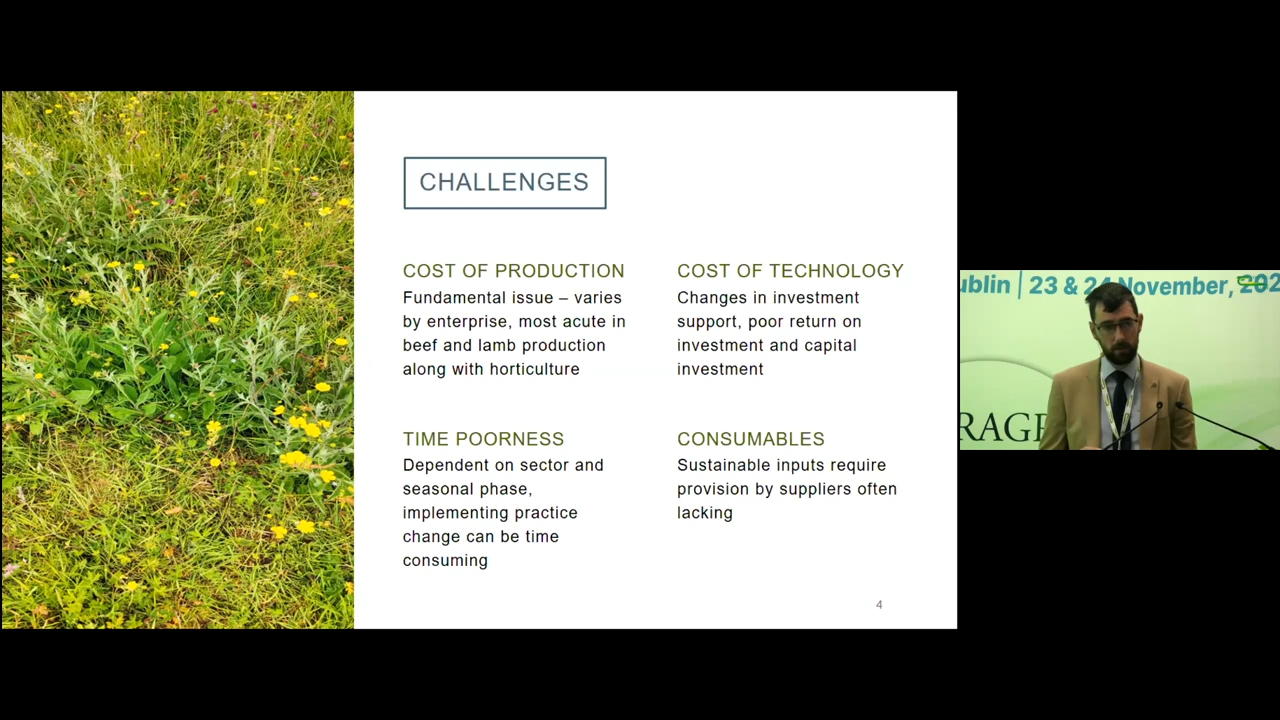 CHALLENGES
COST OF PRODUCTION
Fundamental issue – varies
by enterprise, most acute in
beef and lamb production
along with horticulture
COST OF TECHNOLOGY
Changes in investment
support, poor return on
investment and capital
investment
TIME POORNESS
Dependent on sector and
seasonal phase,
implementing practice
change can be time
consuming
CONSUMABLES
Sustainable inputs require
provision by suppliers often
lacking
4
ublin | 23 & 24 November, 202
RAGE